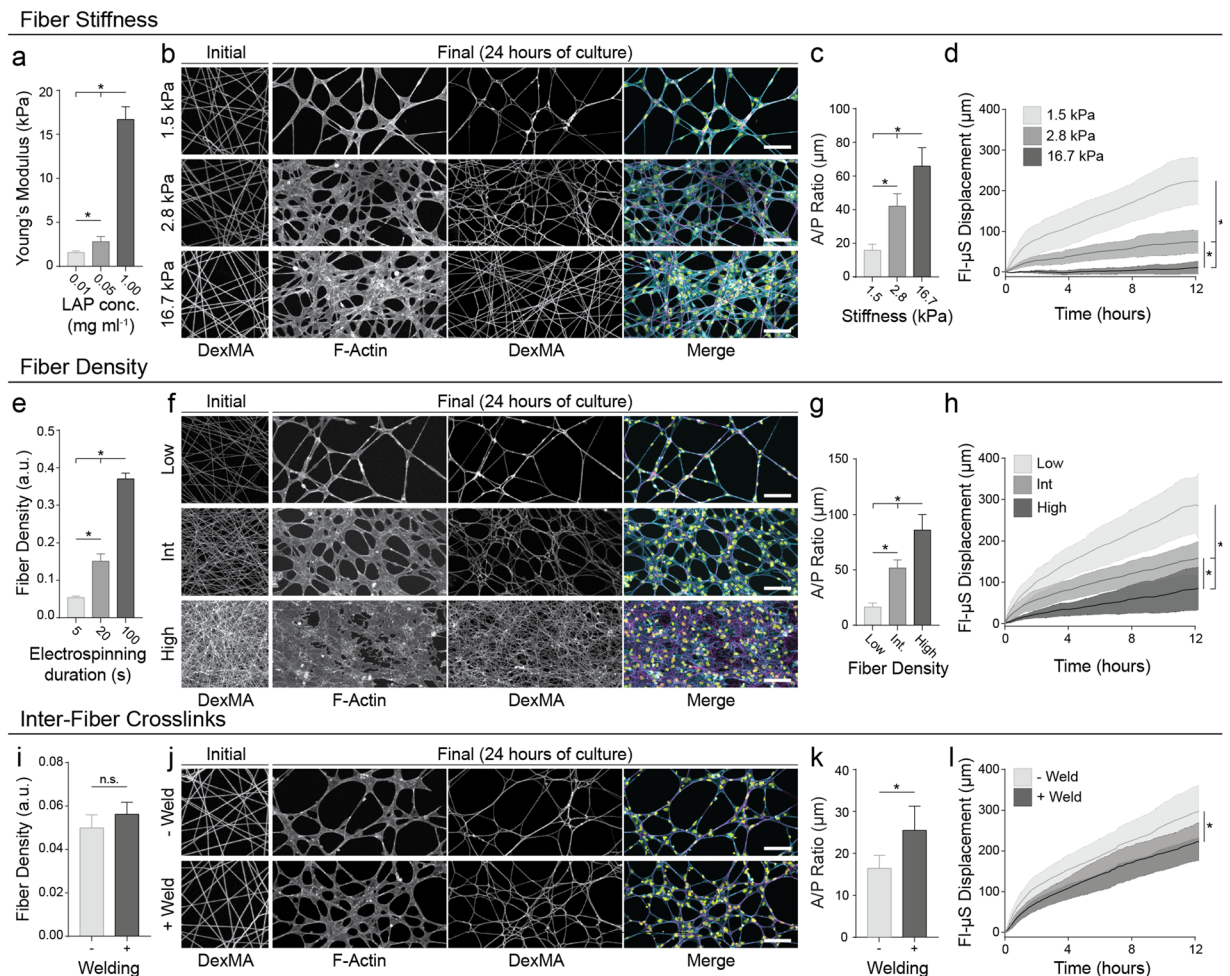 Fiber Stiffness
a
Young's Modulus (kPa)
20
15
10
5
0
*
*
0.01
0.05
1.00
LAP conc.
(mg ml⁻¹)
b
Initial
Final (24 hours of culture)
1.5 kPa
2.8 kPa
16.7 kPa
DexMA
F-Actin
DexMA
Merge
c
A/P Ratio (µm)
100
80
60
40
20
0
*
*
1.5
2.8
16.7
Stiffness (kPa)
d
FI-µS Displacement (µm)
400
300
200
100
0
1.5 kPa
2.8 kPa
16.7 kPa
*
*
0
4
8
12
Time (hours)
Fiber Density
e
Fiber Density (a.u.)
0.5
0.4
0.3
0.2
0.1
0.0
*
*
5
20
100
Electrospinning
duration (s)
f
Initial
Final (24 hours of culture)
Low
Int
High
DexMA
F-Actin
DexMA
Merge
g
A/P Ratio (µm)
150
100
50
0
*
*
Low
Int.
High
Fiber Density
h
FI-µS Displacement (µm)
400
300
200
100
0
Low
Int
High
*
*
0
4
8
12
Time (hours)
Inter-Fiber Crosslinks
i
Fiber Density (a.u.)
0.08
0.06
0.04
0.02
0.00
n.s.
-
+
Welding
j
Initial
Final (24 hours of culture)
- Weld
+ Weld
DexMA
F-Actin
DexMA
Merge
k
A/P Ratio (µm)
40
30
20
10
0
*
-
+
Welding
l
FI-µS Displacement (µm)
400
300
200
100
0
- Weld
+ Weld
*
0
4
8
12
Time (hours)